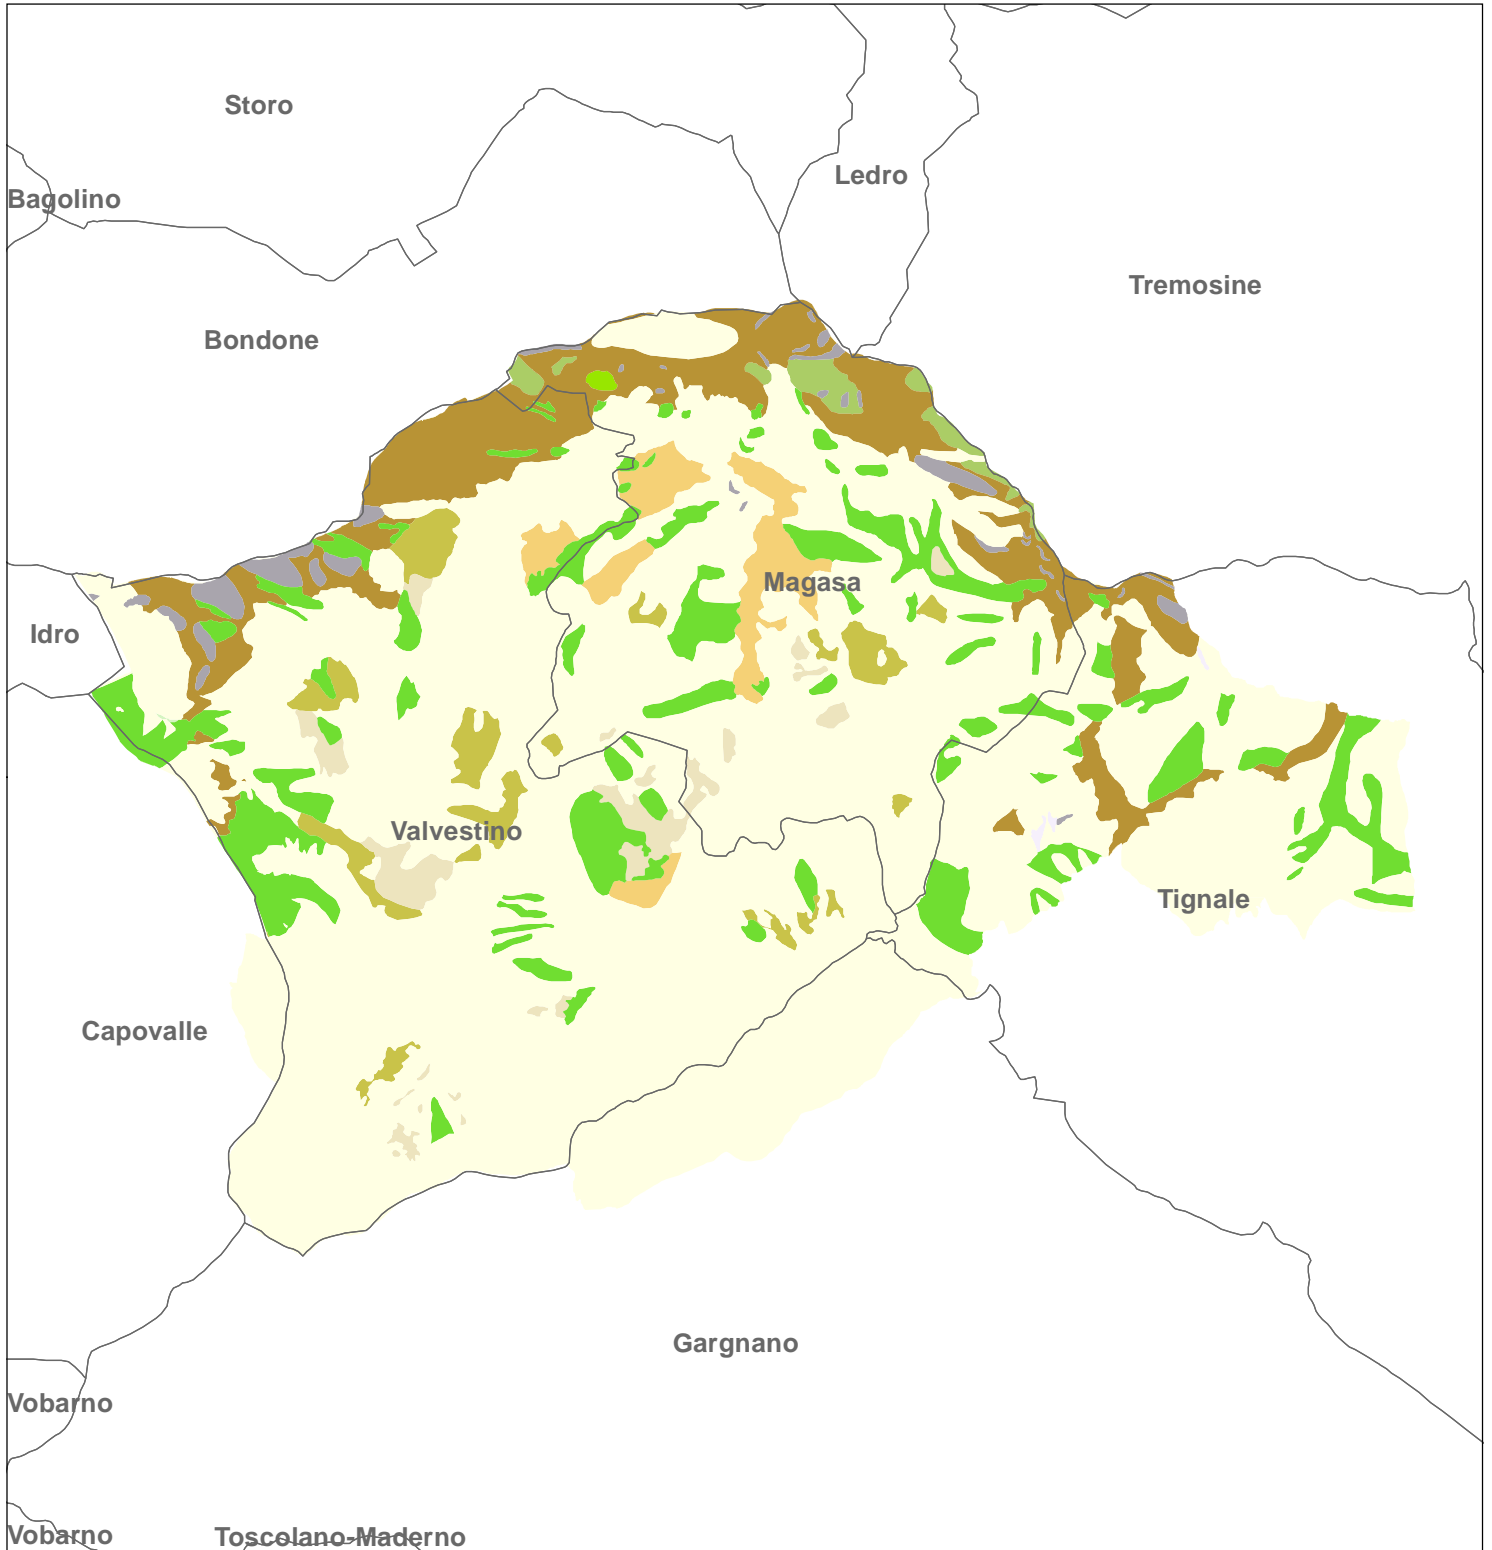 Storo
Ledro
Bagolino
Tremosine
Bondone
Magasa
Idro
Valvestino
Tignale
Capovalle
Gargnano
Vobarno
Vobarno
Toscolano-Maderno